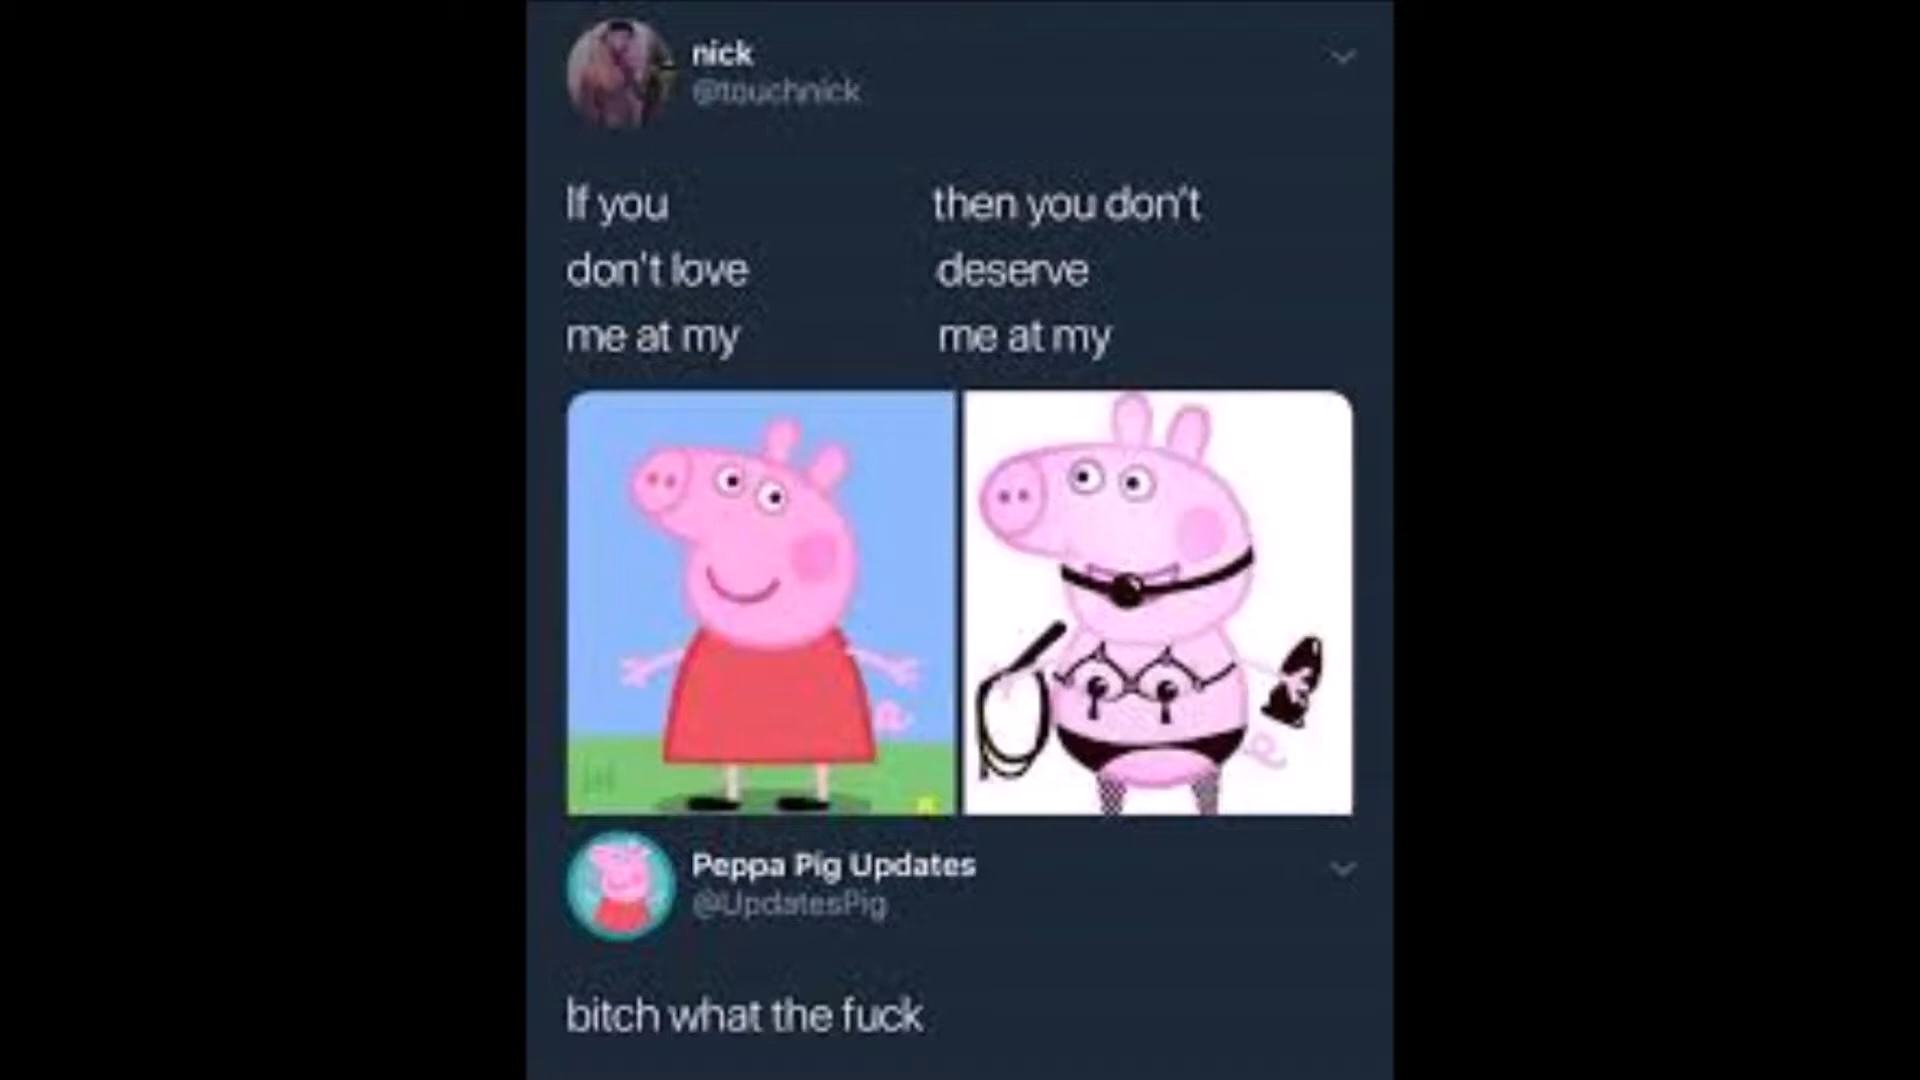 nick
@touchnick
If you
don't love
me at my
then you don't
deserve
me at my
Peppa Pig Updates
@UpdatesPig
bitch what the fuck